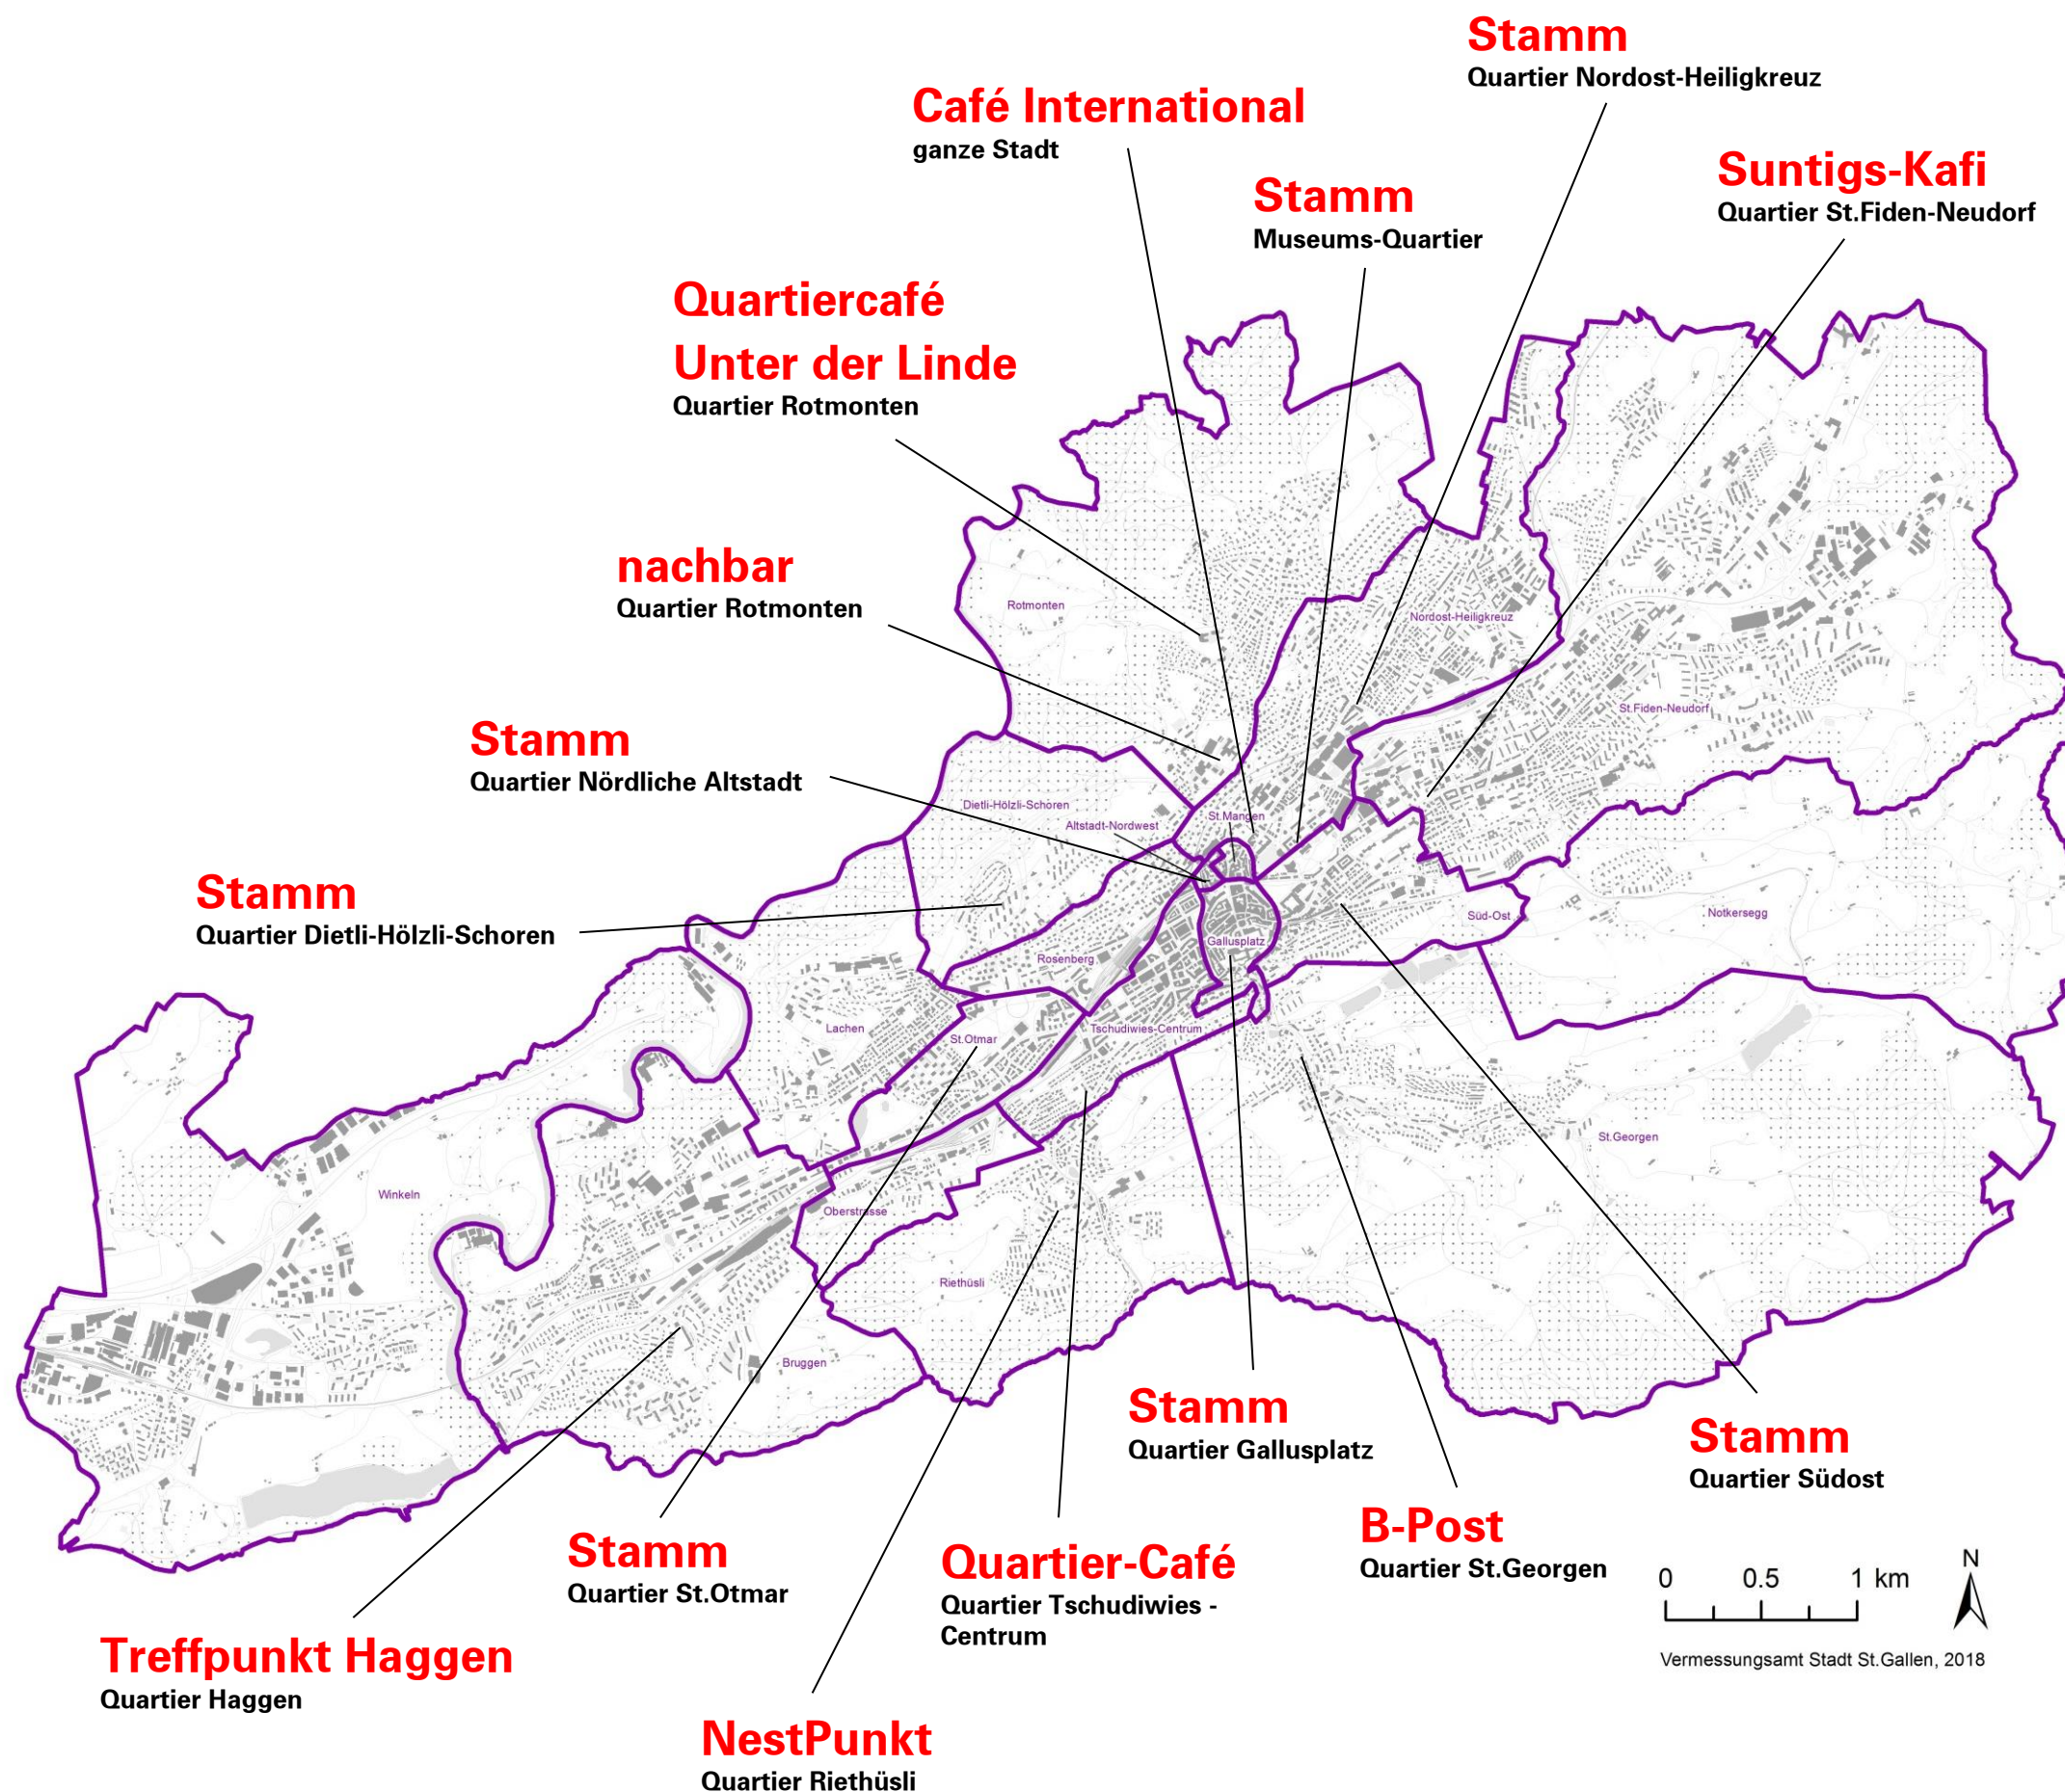 Stamm
Quartier Nordost-Heiligkreuz
Café International
ganze Stadt
Suntigs-Kafi
Quartier St.Fiden-Neudorf
Stamm
Museums-Quartier
Quartiercafé
Unter der Linde
Quartier Rotmonten
nachbar
Quartier Rotmonten
Rotmonten
Nordost-Heiligkreuz
St.Fiden-Neudorf
Stamm
Quartier Nördliche Altstadt
Dietli-Hölzli-Schoren
Altstadt-Nordwest
St.Mangen
Stamm
Quartier Dietli-Hölzli-Schoren
Süd-Ost
Notkersegg
Gallusplatz
Rosenberg
Lachen
St.Otmar
Tschudiwies-Centrum
St.Georgen
Winkeln
Oberstrasse
Riethüsli
Bruggen
Stamm
Quartier Gallusplatz
Stamm
Quartier Südost
B-Post
Quartier St.Georgen
Stamm
Quartier St.Otmar
Quartier-Café
Quartier Tschudiwies -
Centrum
Treffpunkt Haggen
Quartier Haggen
NestPunkt
Quartier Riethüsli
N
0 0.5 1 km
Vermessungsamt Stadt St.Gallen, 2018